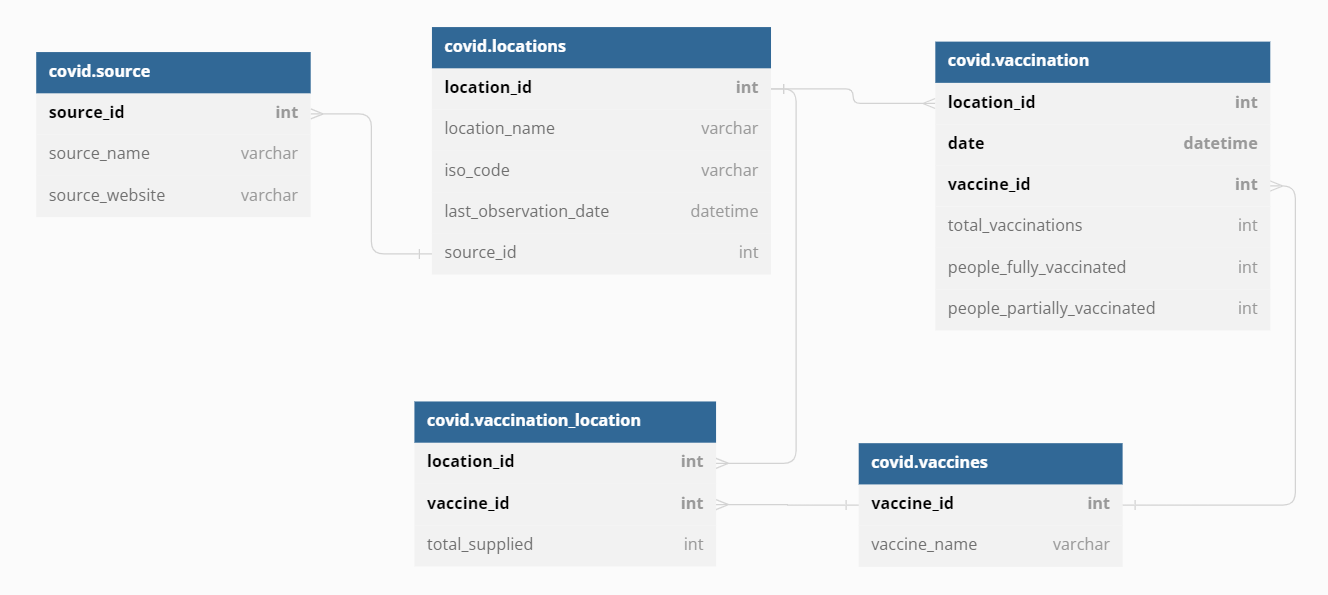 covid.source
source_id int
source_name varchar
source_website varchar
covid.locations
location_id int
location_name varchar
iso_code varchar
last_observation_date datetime
source_id int
covid.vaccination
location_id int
date datetime
vaccine_id int
total_vaccinations int
people_fully_vaccinated int
people_partially_vaccinated int
covid.vaccination_location
location_id int
vaccine_id int
total_supplied int
covid.vaccines
vaccine_id int
vaccine_name varchar